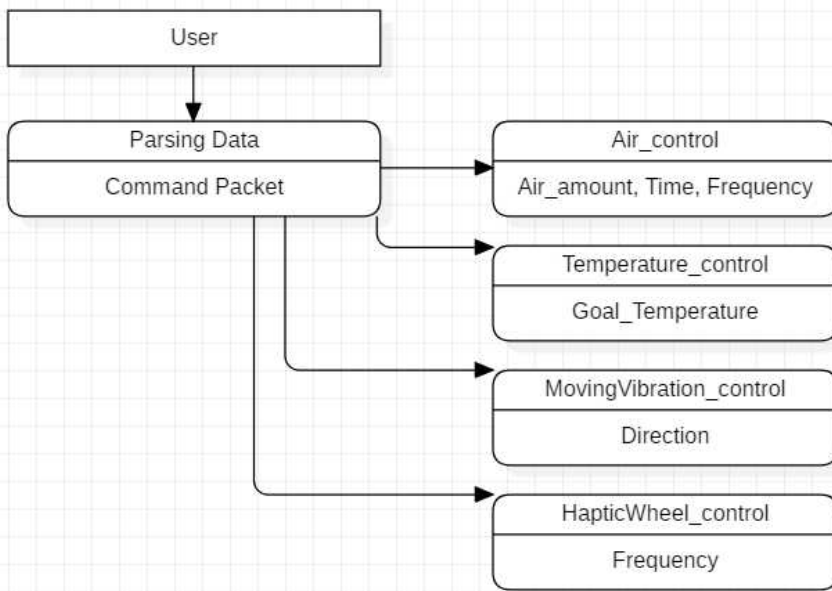 User
Parsing Data
Command Packet
Air_control
Air_amount, Time, Frequency
Temperature_control
Goal_Temperature
MovingVibration_control
Direction
HapticWheel_control
Frequency